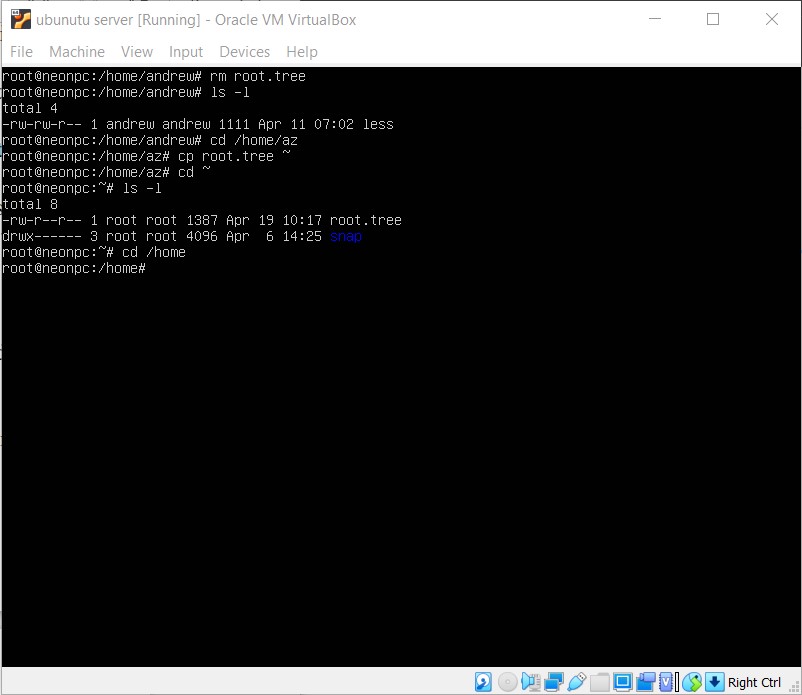 ubunutu server [Running] - Oracle VM VirtualBox
File Machine View Input Devices Help
root@neonpc:/home/andrew# rm root.tree
root@neonpc:/home/andrew# ls -l
total 4
-rw-rw-r-- 1 andrew andrew 1111 Apr 11 07:02 less
root@neonpc:/home/andrew# cd /home/az
root@neonpc:/home/az# cp root.tree ~
root@neonpc:/home/az# cd ~
root@neonpc:~# ls -l
total 8
-rw-r--r-- 1 root root 1387 Apr 19 10:17 root.tree
drwx------ 3 root root 4096 Apr  6 14:25 snap
root@neonpc:~# cd /home
root@neonpc:/home#
Right Ctrl